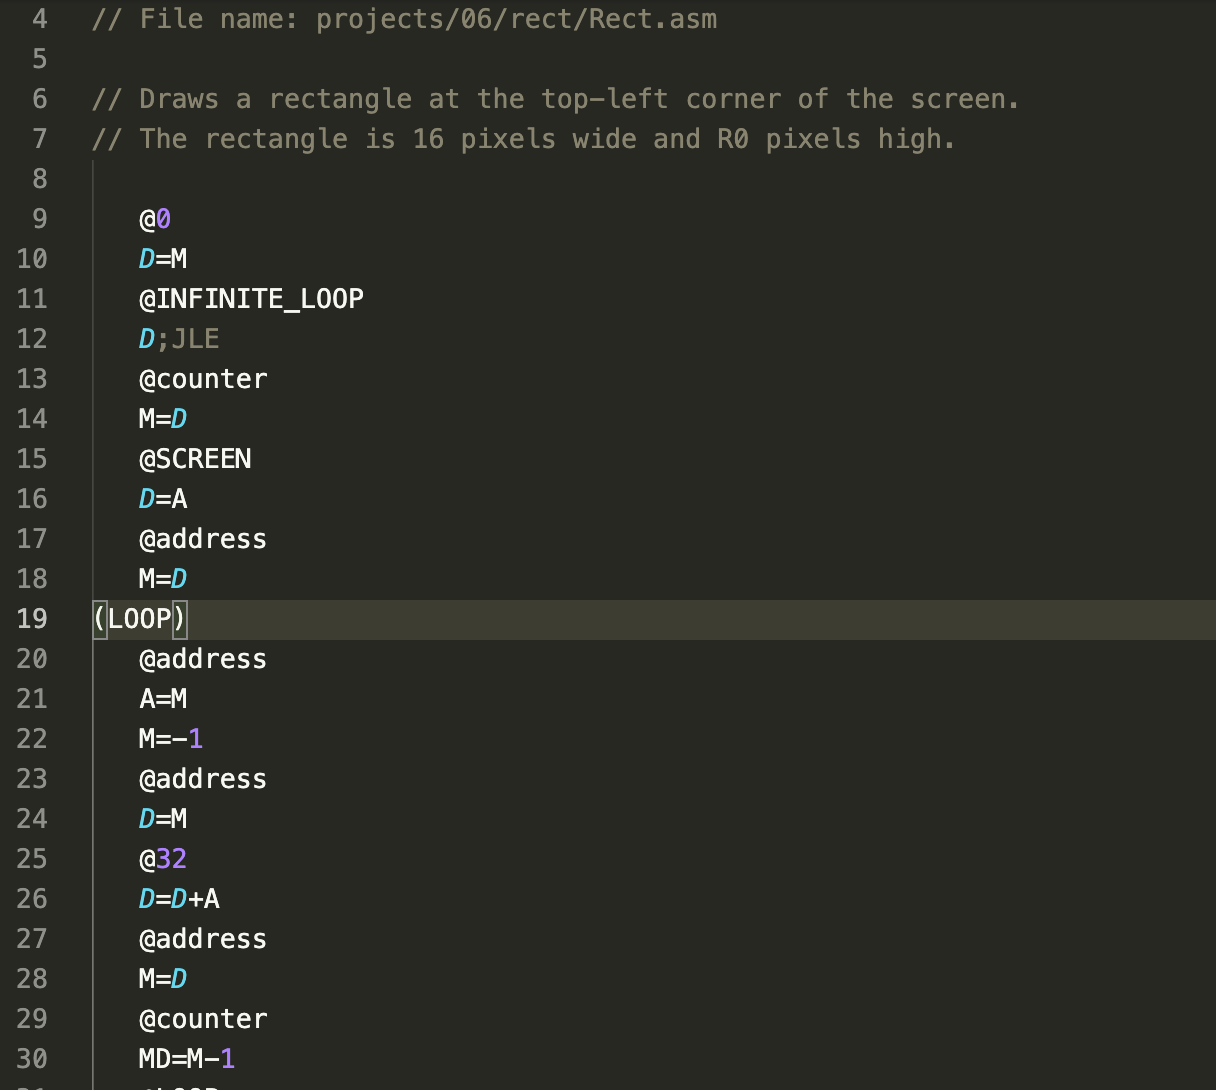 4 // File name: projects/06/rect/Rect.asm
5
6 // Draws a rectangle at the top-left corner of the screen.
7 // The rectangle is 16 pixels wide and R0 pixels high.
8
9 @0
10 D=M
11 @INFINITE_LOOP
12 D;JLE
13 @counter
14 M=D
15 @SCREEN
16 D=A
17 @address
18 M=D
19 (LOOP)
20 @address
21 A=M
22 M=-1
23 @address
24 D=M
25 @32
26 D=D+A
27 @address
28 M=D
29 @counter
30 MD=M-1